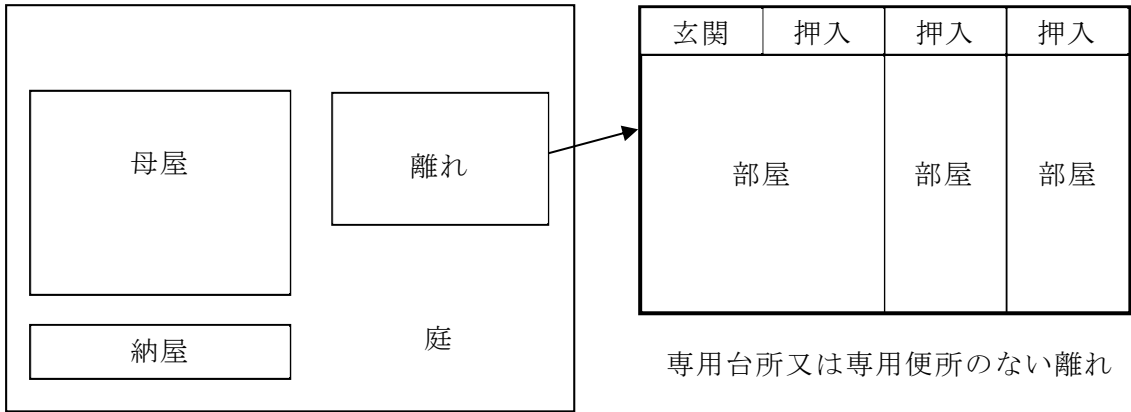 母屋
離れ
納屋
庭
玄関 押入 押入 押入
部屋 部屋 部屋
専用台所又は専用便所のない離れ